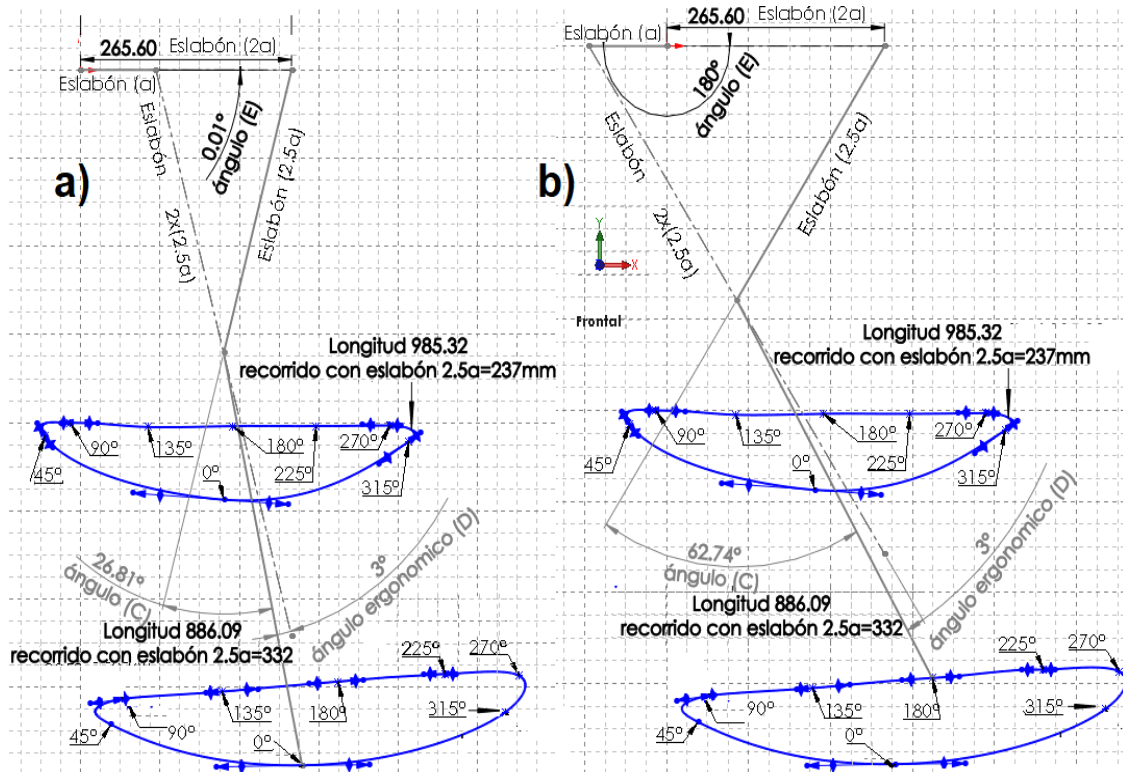 a)
265.60
Eslabón (2a)
Eslabón (a)
0.01°
ángulo (E)
Eslabón
2x(2.5a)
Eslabón (2.5a)
Longitud 985.32
recorrido con eslabón 2.5a=237mm
45°
90°
135°
180°
225°
270°
315°
0°
26.81°
ángulo (C)
3°
ángulo ergonomico (D)
Longitud 886.09
recorrido con eslabón 2.5a=332
45°
90°
135°
180°
225°
270°
315°
0°
b)
265.60
Eslabón (2a)
Eslabón (a)
180°
ángulo (E)
Eslabón
2x(2.5a)
Eslabón (2.5a)
Y
X
Frontal
Longitud 985.32
recorrido con eslabón 2.5a=237mm
45°
90°
135°
180°
225°
270°
315°
0°
62.74°
ángulo (C)
3°
ángulo ergonomico (D)
Longitud 886.09
recorrido con eslabón 2.5a=332
45°
90°
135°
180°
225°
270°
315°
0°